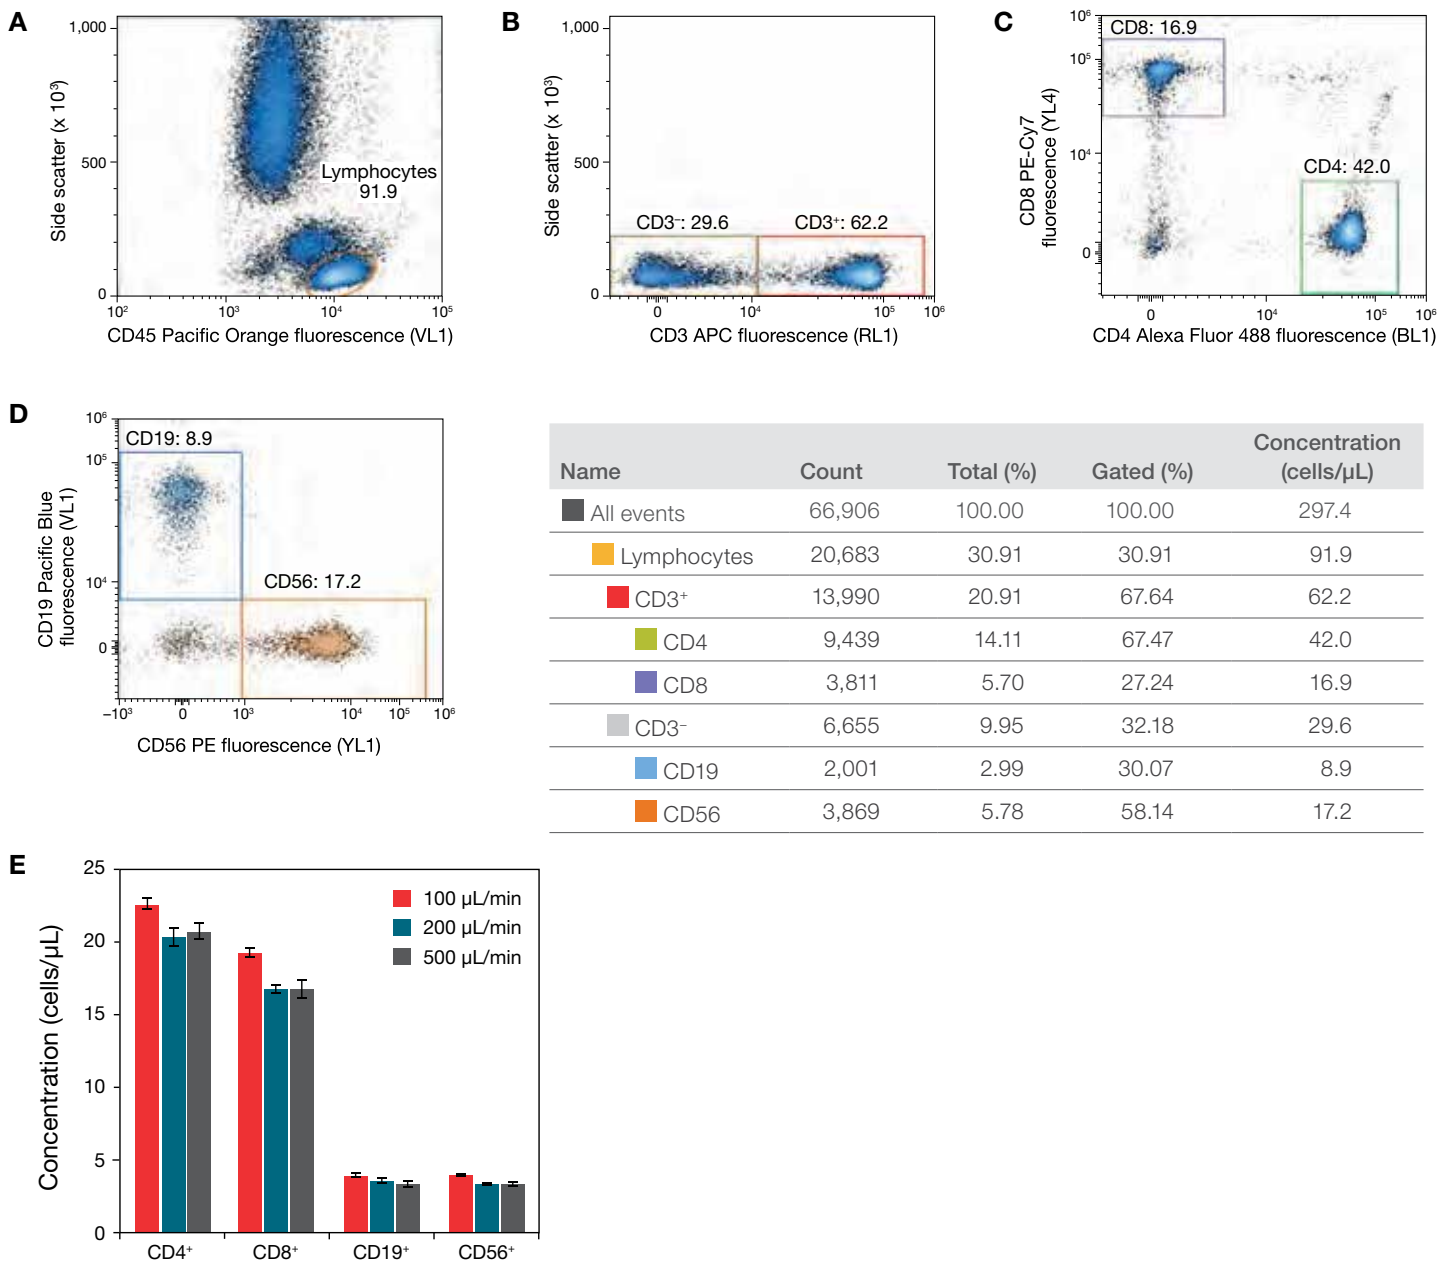 A
1,000
500
0
Side scatter (x 10³)
Lymphocytes
91.9
10² 10³ 10⁴ 10⁵
CD45 Pacific Orange fluorescence (VL1)
B
1,000
500
0
Side scatter (x 10³)
CD3⁻: 29.6 CD3⁺: 62.2
0 10⁴ 10⁵ 10⁶
CD3 APC fluorescence (RL1)
C
10⁶
10⁵
10⁴
0
CD8 PE-Cy7
fluorescence (YL4)
CD8: 16.9
CD4: 42.0
0 10⁴ 10⁵ 10⁶
CD4 Alexa Fluor 488 fluorescence (BL1)
D
10⁶
10⁵
10⁴
0
CD19 Pacific Blue
fluorescence (VL1)
CD19: 8.9
CD56: 17.2
−10³ 0 10³ 10⁴ 10⁵ 10⁶
CD56 PE fluorescence (YL1)
Name Count Total (%) Gated (%) Concentration
(cells/µL)
All events 66,906 100.00 100.00 297.4
Lymphocytes 20,683 30.91 30.91 91.9
CD3⁺ 13,990 20.91 67.64 62.2
CD4 9,439 14.11 67.47 42.0
CD8 3,811 5.70 27.24 16.9
CD3⁻ 6,655 9.95 32.18 29.6
CD19 2,001 2.99 30.07 8.9
CD56 3,869 5.78 58.14 17.2
E
25
20
15
10
5
0
Concentration (cells/µL)
100 µL/min
200 µL/min
500 µL/min
CD4⁺ CD8⁺ CD19⁺ CD56⁺